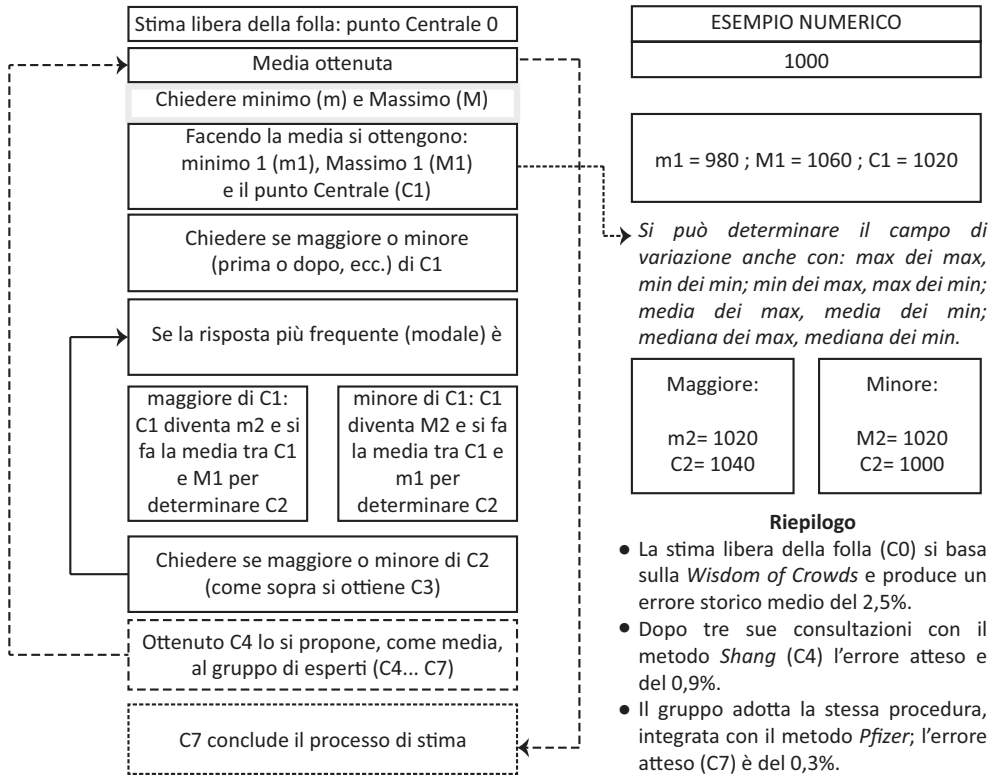 Stima libera della folla: punto Centrale 0
Media ottenuta
Chiedere minimo (m) e Massimo (M)
Facendo la media si ottengono:
minimo 1 (m1), Massimo 1 (M1)
e il punto Centrale (C1)
Chiedere se maggiore o minore
(prima o dopo, ecc.) di C1
Se la risposta più frequente (modale) è
maggiore di C1:
C1 diventa m2 e si
fa la media tra C1
e M1 per
determinare C2
minore di C1: C1
diventa M2 e si fa
la media tra C1 e
m1 per
determinare C2
Chiedere se maggiore o minore di C2
(come sopra si ottiene C3)
Ottenuto C4 lo si propone, come media,
al gruppo di esperti (C4... C7)
C7 conclude il processo di stima
ESEMPIO NUMERICO
1000
m1 = 980 ; M1 = 1060 ; C1 = 1020
Si può determinare il campo di
variazione anche con: max dei max,
min dei min; min dei max, max dei min;
media dei max, media dei min;
mediana dei max, mediana dei min.
Maggiore:
m2= 1020
C2= 1040
Minore:
M2= 1020
C2= 1000
Riepilogo
● La stima libera della folla (C0) si basa
sulla Wisdom of Crowds e produce un
errore storico medio del 2,5%.
● Dopo tre sue consultazioni con il
metodo Shang (C4) l'errore atteso e
del 0,9%.
● Il gruppo adotta la stessa procedura,
integrata con il metodo Pfizer; l'errore
atteso (C7) è del 0,3%.